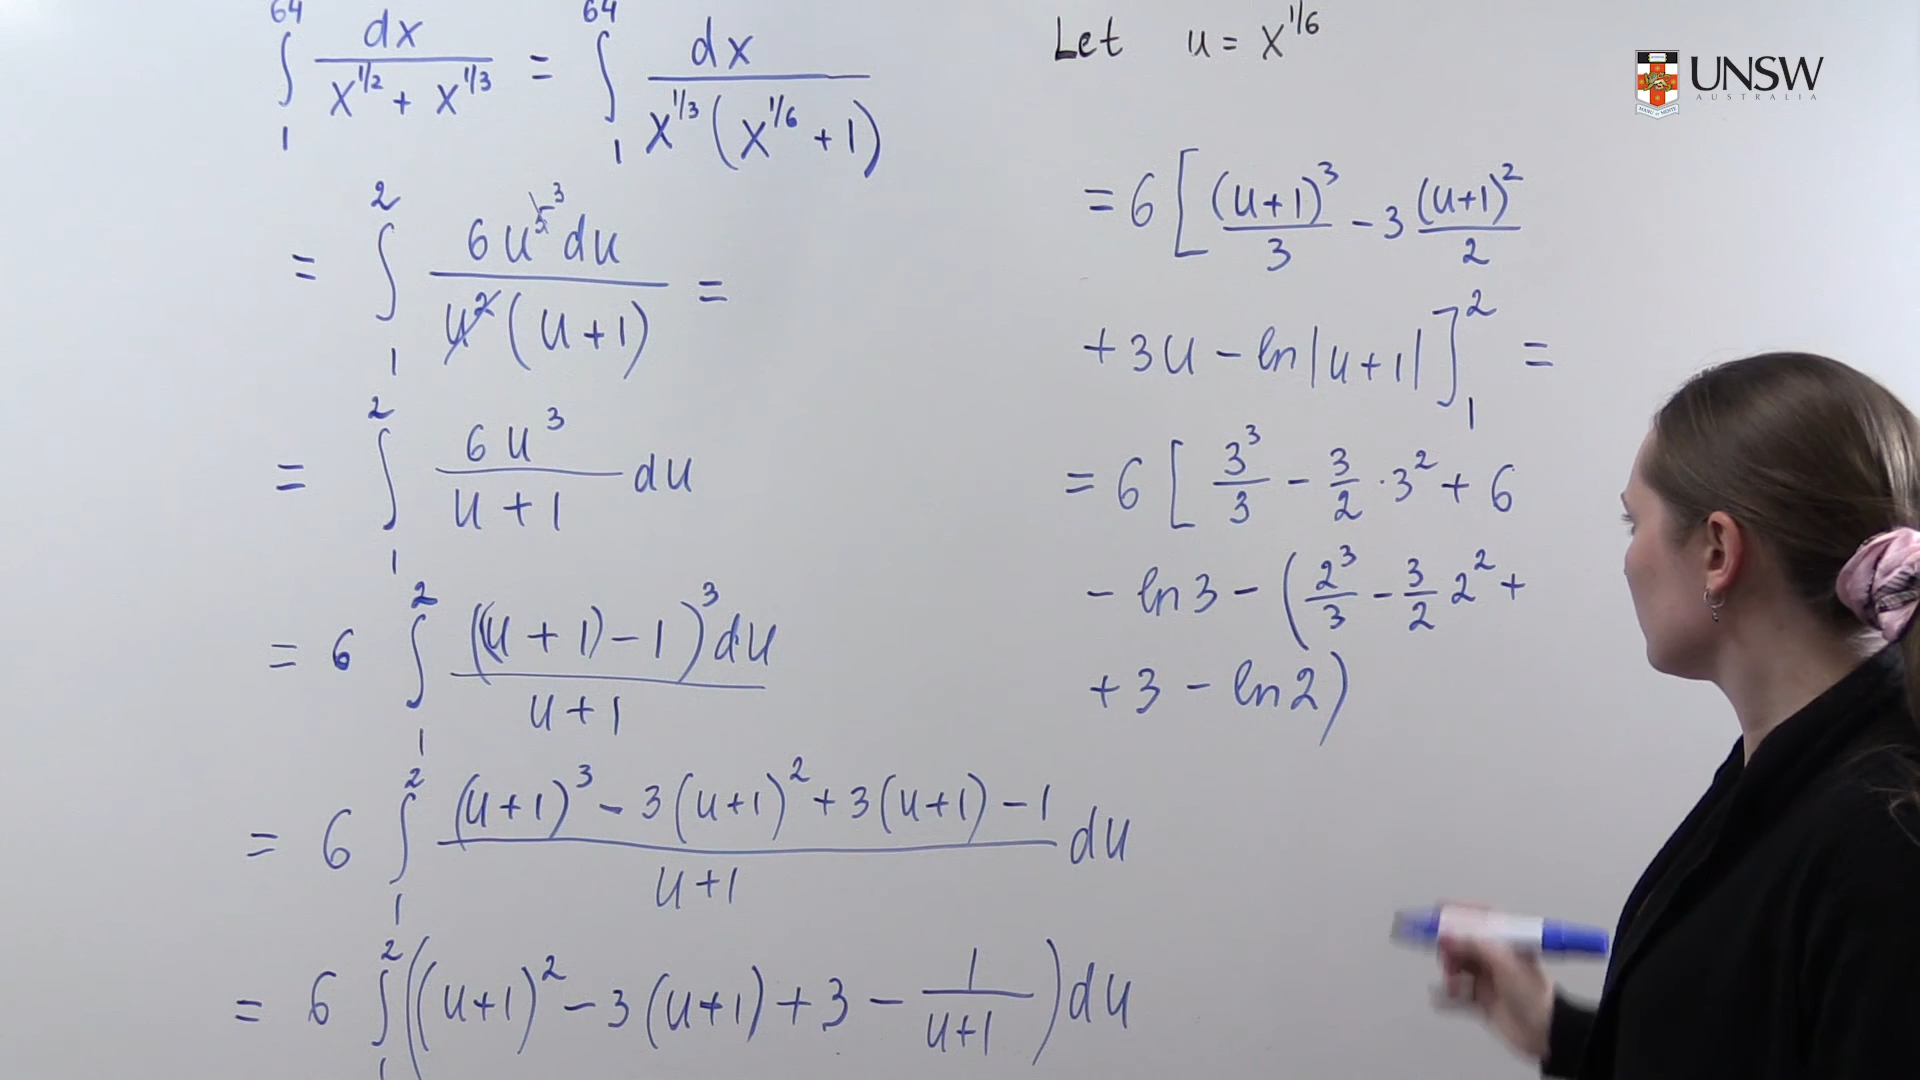 ∫₁⁶⁴ dx / (x^{1/2} + x^{1/3}) = ∫₁⁶⁴ dx / (x^{1/3}(x^{1/6} + 1))
= ∫₁² 6u^{5 3} du / (u²(u+1)) =
= ∫₁² 6u³ / (u+1) du
= 6 ∫₁² ((u+1)-1)³ du / (u+1)
= 6 ∫₁² ((u+1)³ - 3(u+1)² + 3(u+1) - 1) / (u+1) du
= 6 ∫₁² ((u+1)² - 3(u+1) + 3 - 1/(u+1)) du
Let u = x^{1/6}
= 6 [ (u+1)³/3 - 3 (u+1)²/2
+ 3u - ln|u+1| ]₁² =
= 6 [ 3³/3 - 3/2 · 3² + 6
- ln3 - ( 2³/3 - 3/2 2² +
+ 3 - ln2 )
UNSW
AUSTRALIA